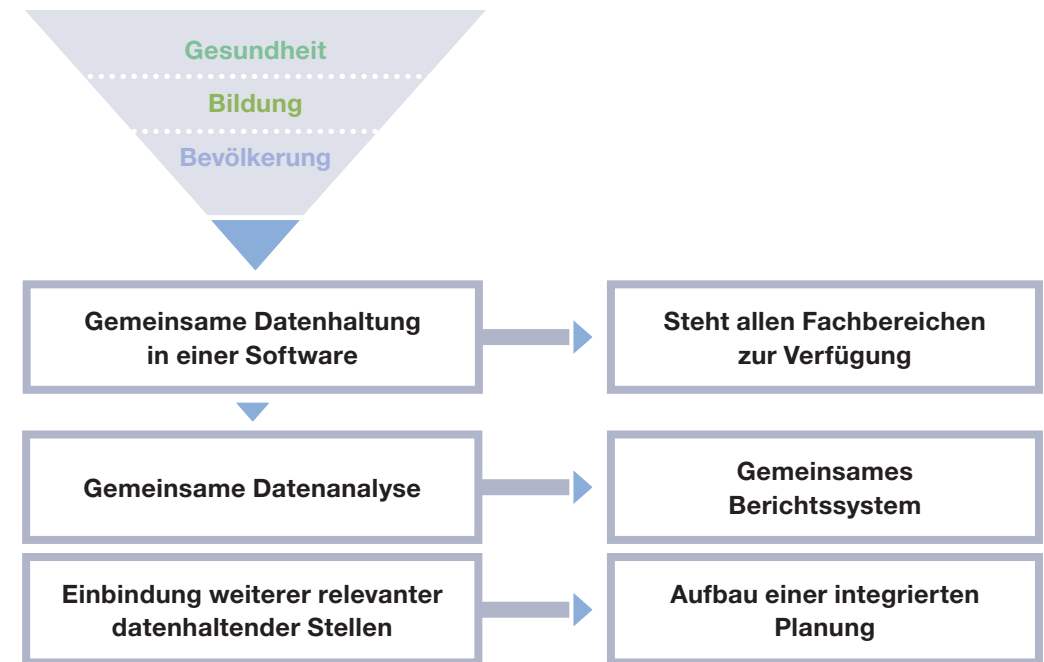 Gesundheit
Bildung
Bevölkerung
Gemeinsame Datenhaltung
in einer Software
Steht allen Fachbereichen
zur Verfügung
Gemeinsame Datenanalyse
Gemeinsames
Berichtssystem
Einbindung weiterer relevanter
datenhaltender Stellen
Aufbau einer integrierten
Planung